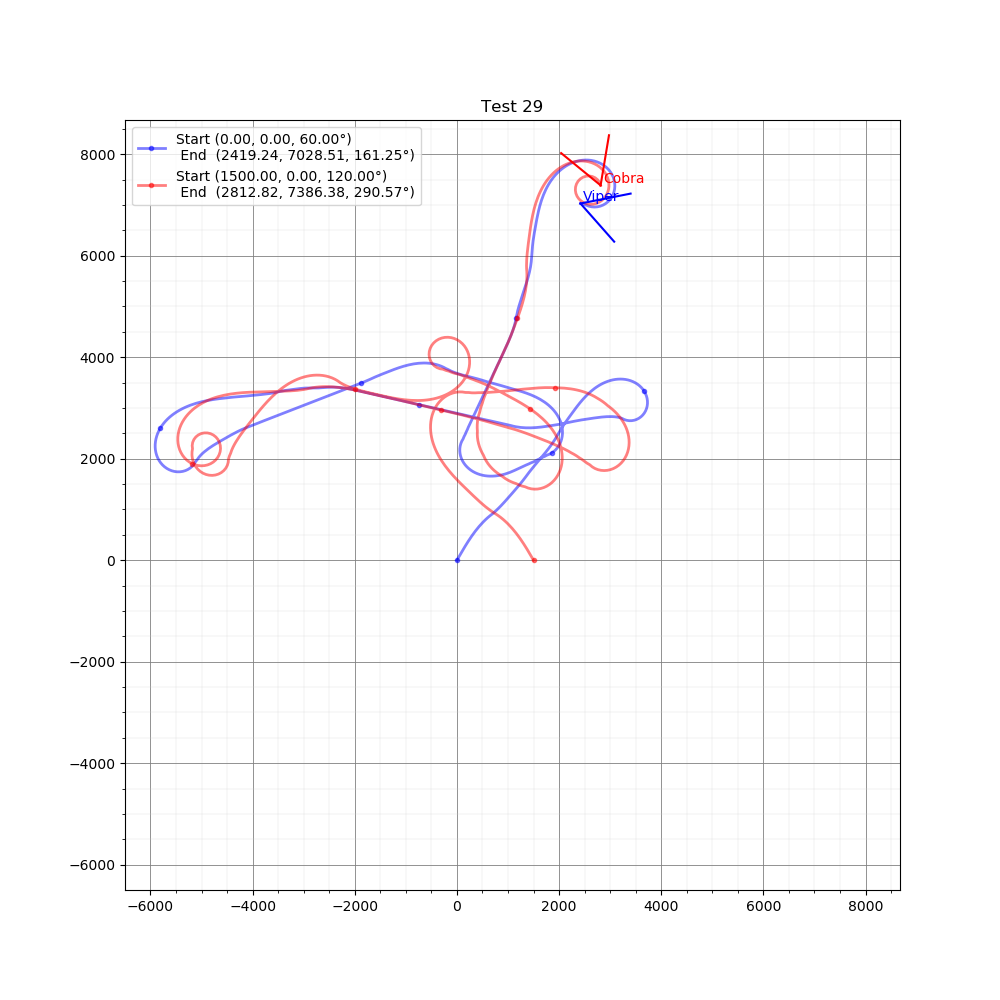 Test 29
Start (0.00, 0.00, 60.00°)
End  (2419.24, 7028.51, 161.25°)
Start (1500.00, 0.00, 120.00°)
End  (2812.82, 7386.38, 290.57°)
Cobra
Viper
8000
6000
4000
2000
0
−2000
−4000
−6000
−6000 −4000 −2000 0 2000 4000 6000 8000